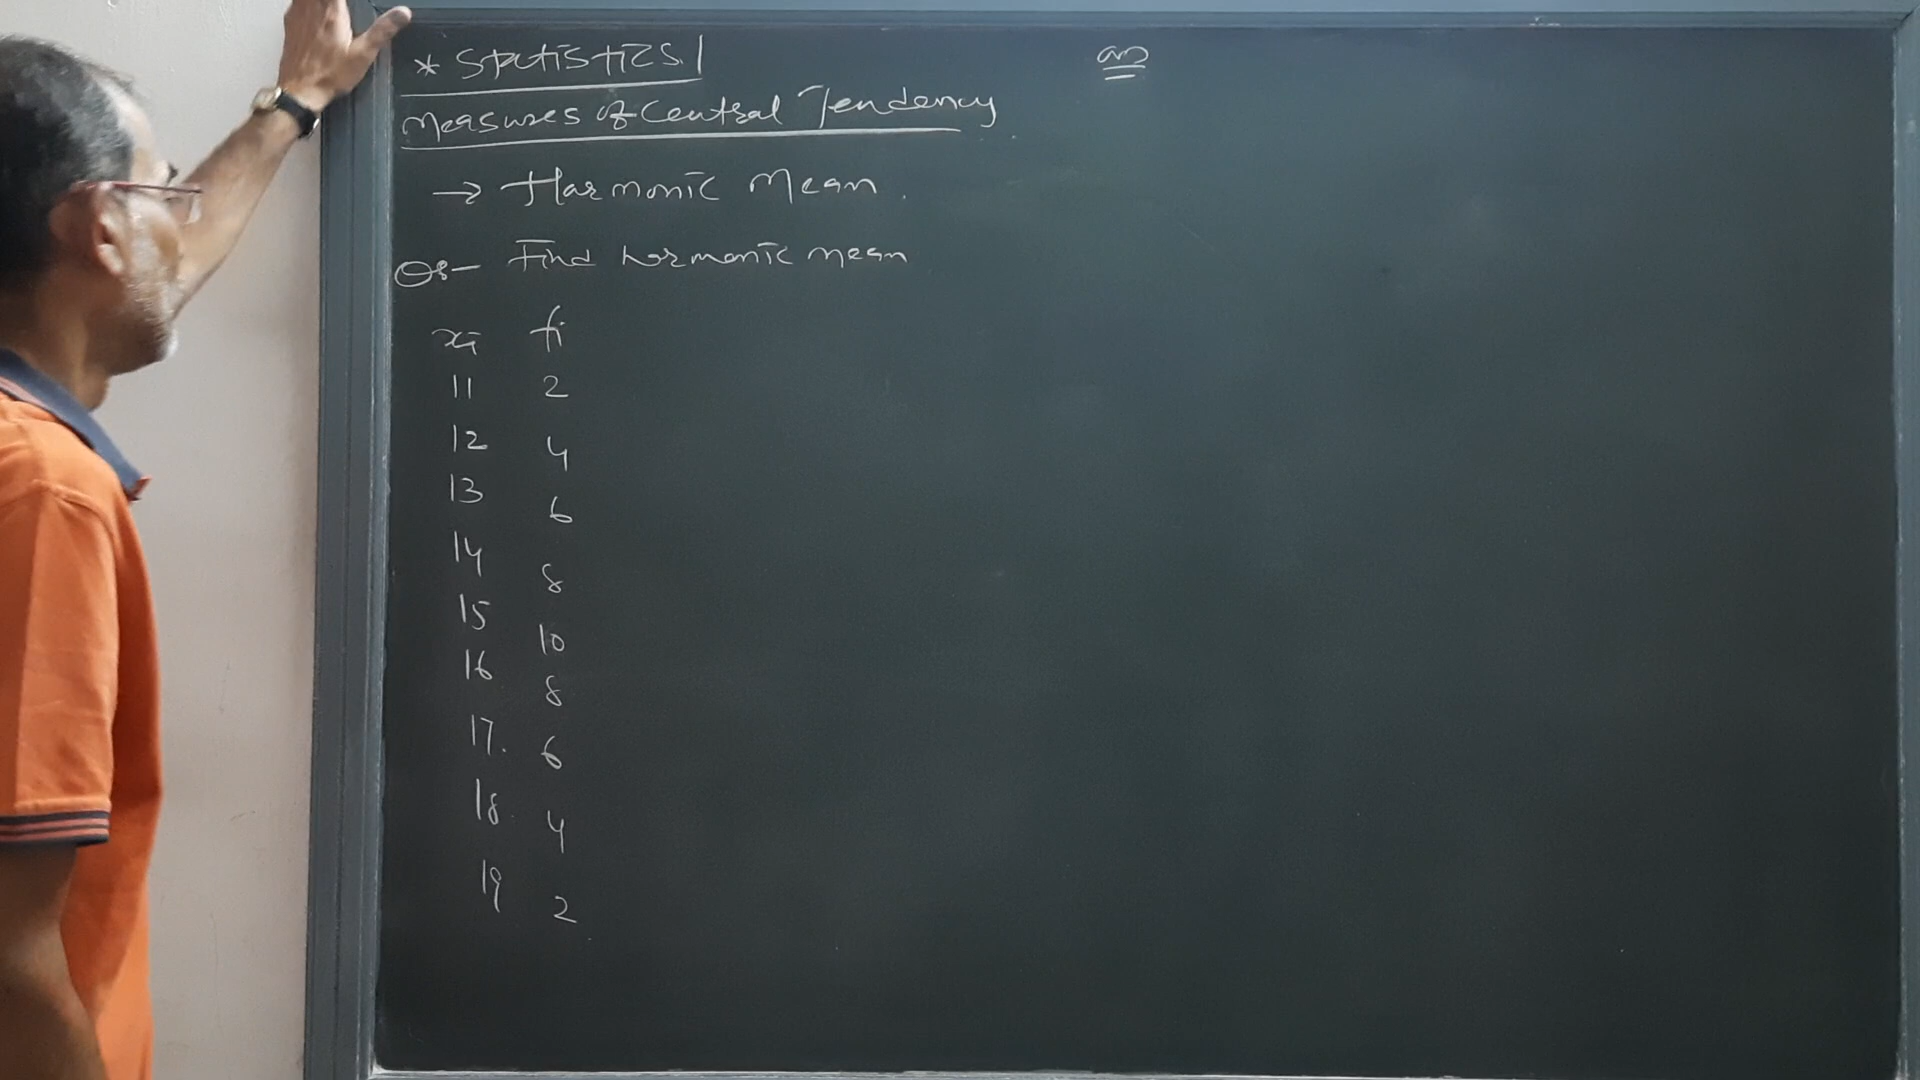 * Statistics
ans
Measures of Central Tendency
→ Harmonic Mean.
Q8- Find harmonic mean
xi fi
11 2
12 4
13 6
14 8
15 10
16 8
17. 6
18 4
19 2